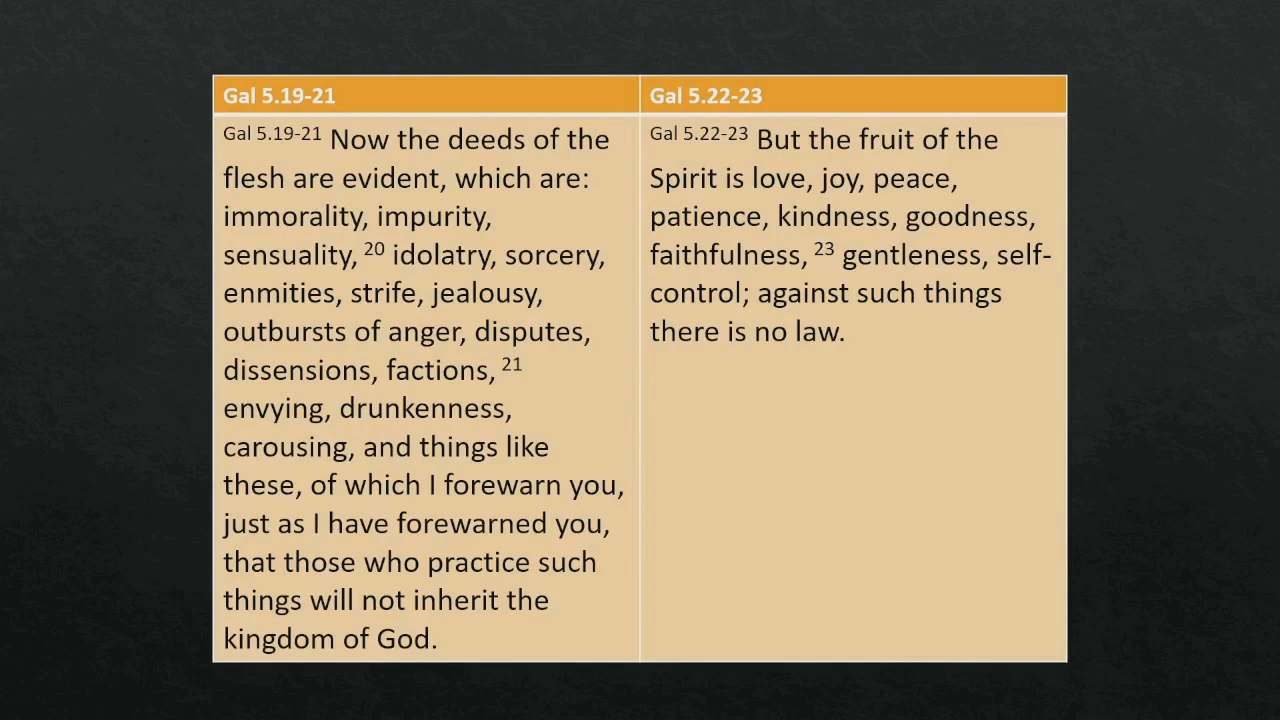 Gal 5.19-21
Gal 5.19-21 Now the deeds of the
flesh are evident, which are:
immorality, impurity,
sensuality, 20 idolatry, sorcery,
enmities, strife, jealousy,
outbursts of anger, disputes,
dissensions, factions, 21
envying, drunkenness,
carousing, and things like
these, of which I forewarn you,
just as I have forewarned you,
that those who practice such
things will not inherit the
kingdom of God.
Gal 5.22-23
Gal 5.22-23 But the fruit of the
Spirit is love, joy, peace,
patience, kindness, goodness,
faithfulness, 23 gentleness, self-
control; against such things
there is no law.